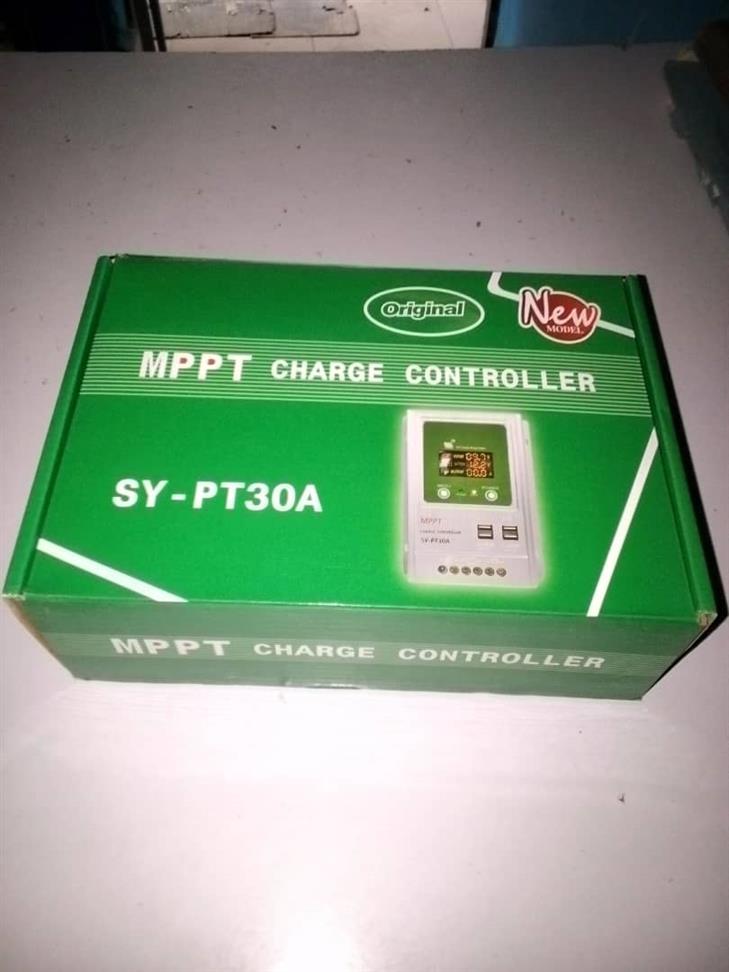 Original
New
MODEL
MPPT CHARGE CONTROLLER
SY-PT30A
MPPT
SY-PT30A
MPPT CHARGE CONTROLLER